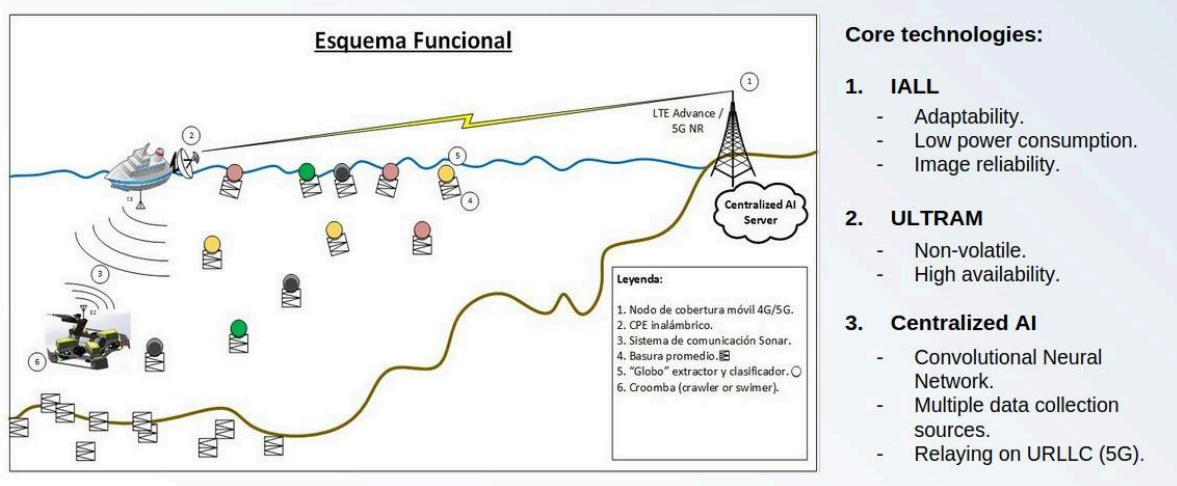 Esquema Funcional
1
LTE Advance /
5G NR
2
5
4
Centralized AI
Server
3
6
Leyenda:
1. Nodo de cobertura móvil 4G/5G.
2. CPE inalámbrico.
3. Sistema de comunicación Sonar.
4. Basura promedio.
5. “Globo” extractor y clasificador.
6. Croomba (crawler or swimer).
Core technologies:
1. IALL
- Adaptability.
- Low power consumption.
- Image reliability.
2. ULTRAM
- Non-volatile.
- High availability.
3. Centralized AI
- Convolutional Neural
Network.
- Multiple data collection
sources.
- Relaying on URLLC (5G).